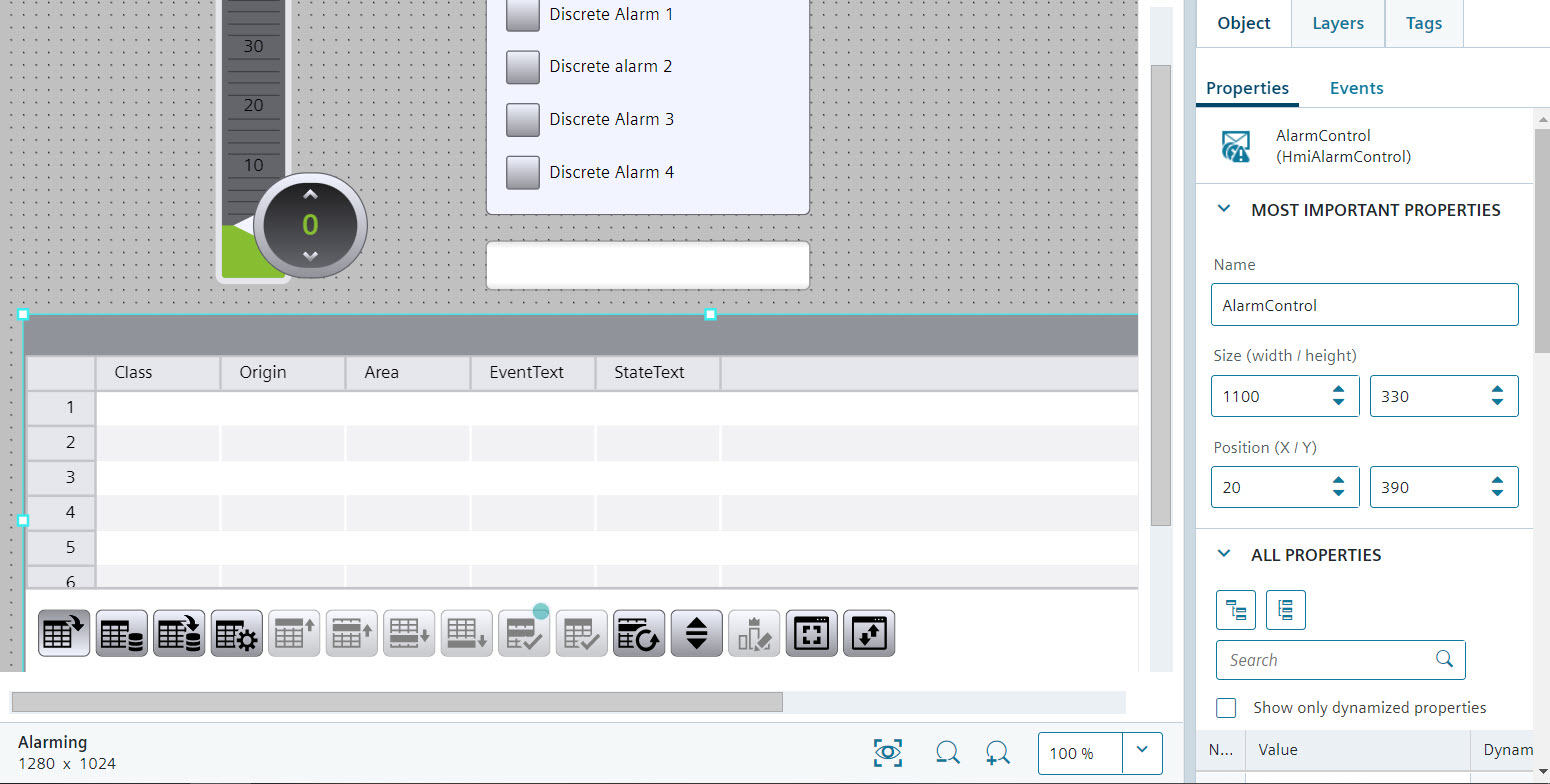 30
20
10
0
Discrete Alarm 1
Discrete alarm 2
Discrete Alarm 3
Discrete Alarm 4
Class Origin Area EventText StateText
1
2
3
4
5
6
Alarming
1280 x 1024
100 %
Object Layers Tags
Properties Events
AlarmControl
(HmiAlarmControl)
MOST IMPORTANT PROPERTIES
Name
AlarmControl
Size (width / height)
1100 330
Position (X / Y)
20 390
ALL PROPERTIES
Search
Show only dynamized properties
N... Value Dynam